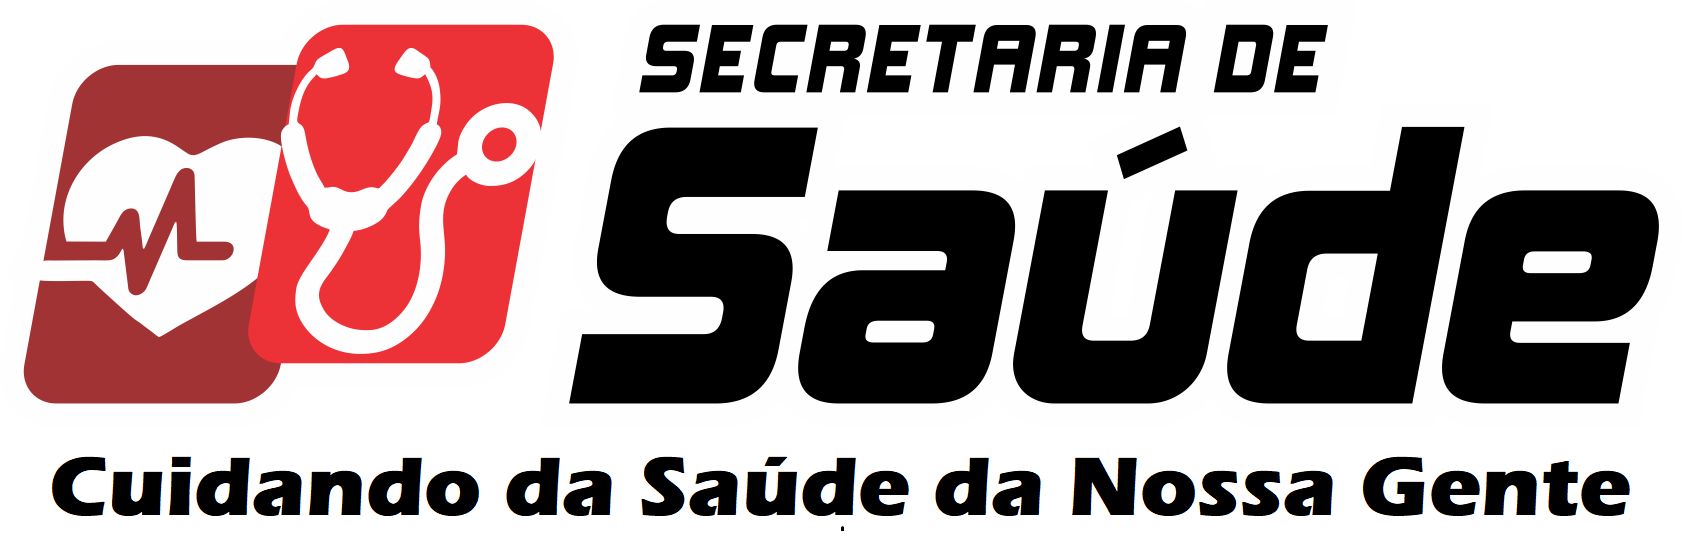 SECRETARIA DE
Saúde
Cuidando da Saúde da Nossa Gente